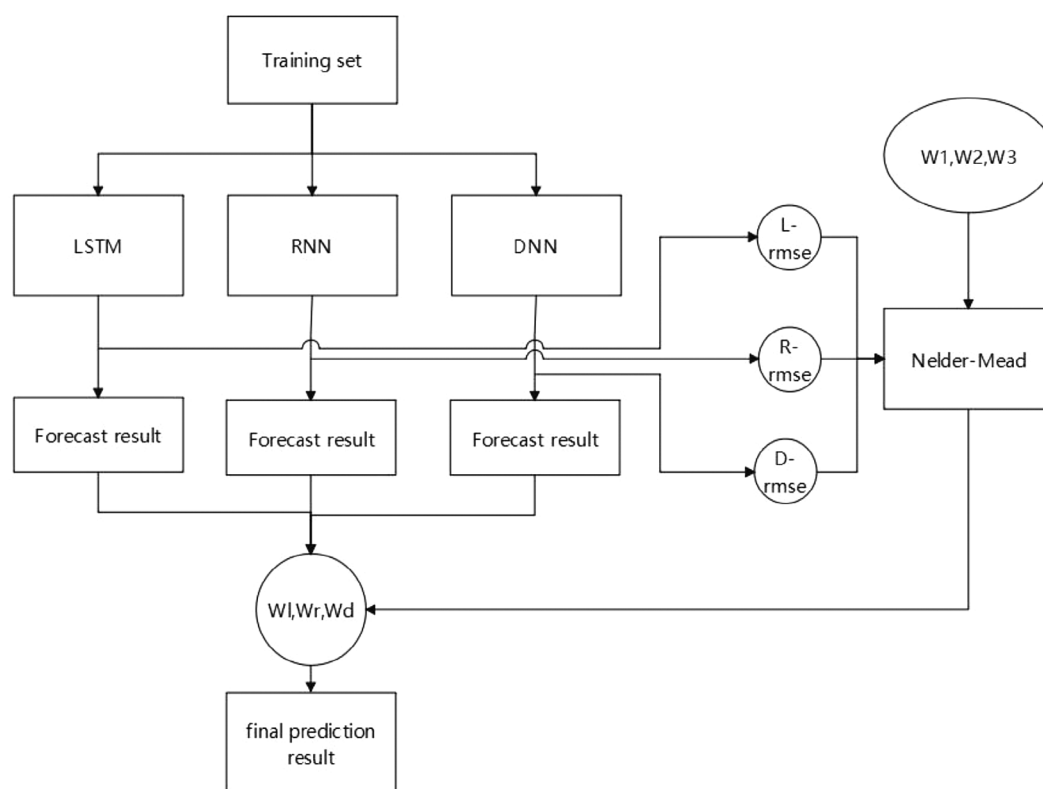 Training set
W1,W2,W3
LSTM
RNN
DNN
L-
rmse
R-
rmse
Nelder-Mead
Forecast result
Forecast result
Forecast result
D-
rmse
Wl,Wr,Wd
final prediction
result